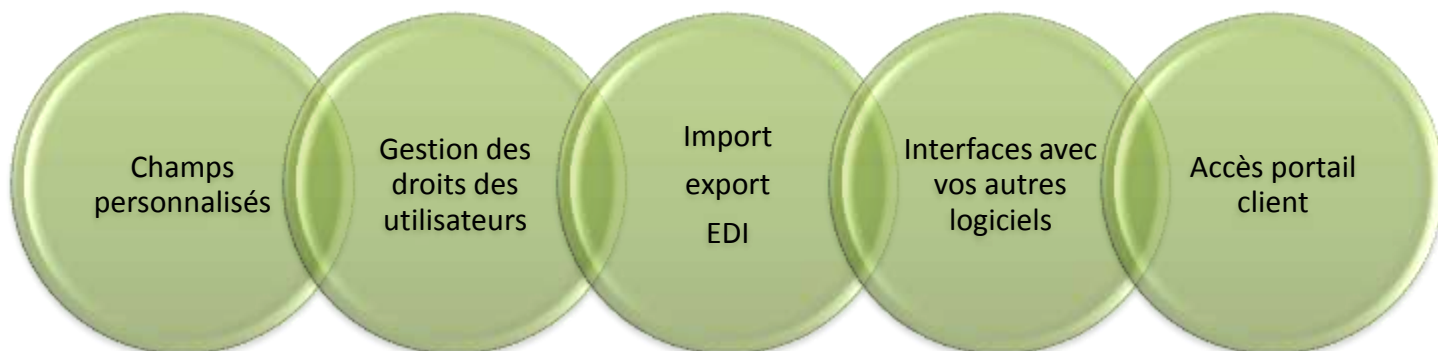 Champs
personnalisés
Gestion des
droits des
utilisateurs
Import
export
EDI
Interfaces avec
vos autres
logiciels
Accès portail
client